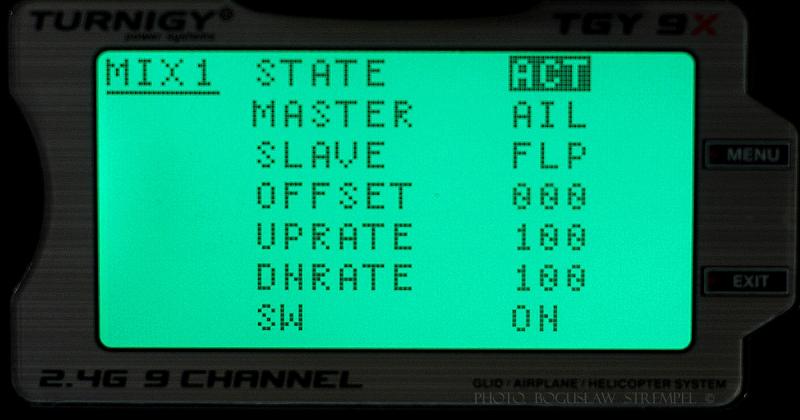 TURNIGY®
power systems
TGY 9X
MIX1 STATE ACT
MASTER AIL
SLAVE FLP
OFFSET 000
UPRATE 100
DNRATE 100
SW ON
MENU
EXIT
2.4G 9 CHANNEL
GLID / AIRPLANE / HELICOPTER SYSTEM
PHOTO BOGUSŁAW STREMPEL ©